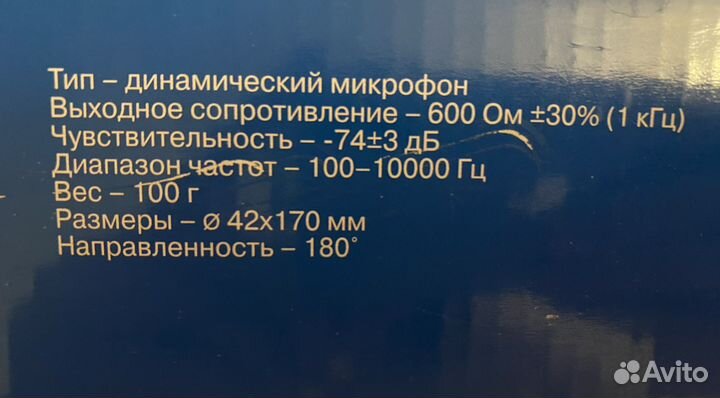 Тип – динамический микрофон
Выходное сопротивление – 600 Ом ±30% (1 кГц)
Чувствительность – -74±3 дБ
Диапазон частот – 100–10000 Гц
Вес – 100 г
Размеры – ⌀ 42x170 мм
Направленность – 180°
Avito